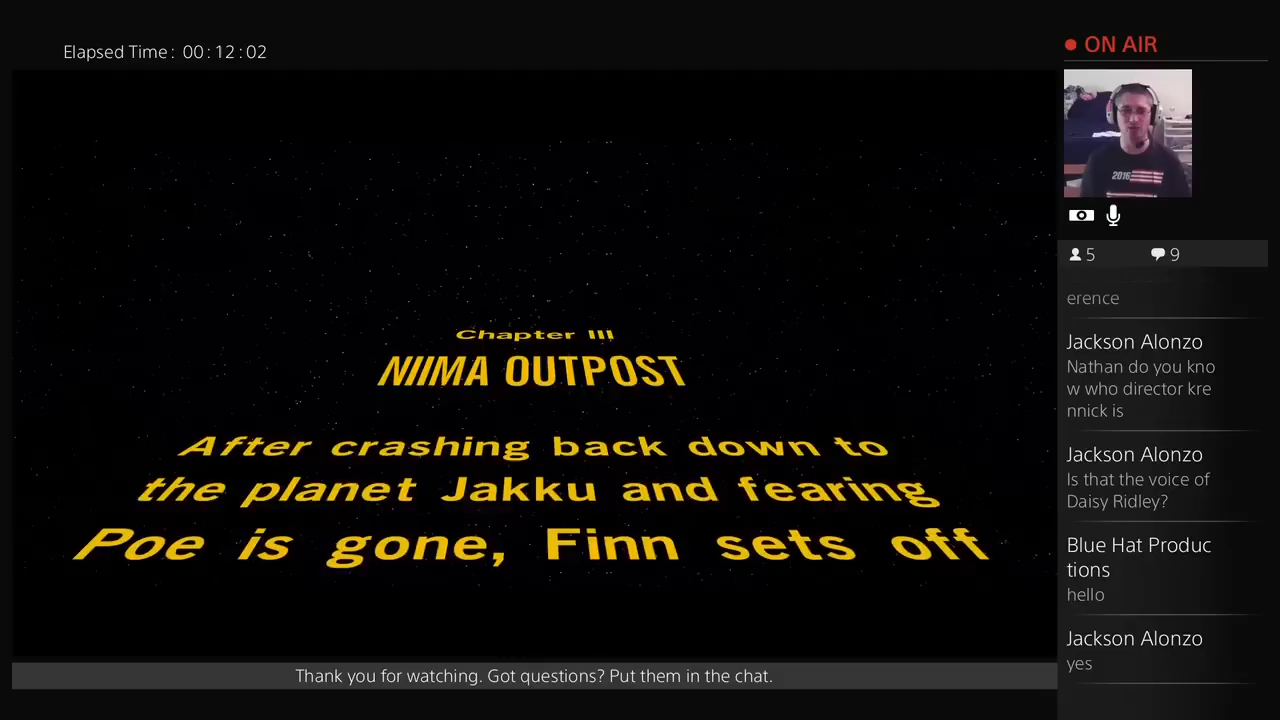 Elapsed Time: 00:12:02
ON AIR
2016
5 9
Chapter III
NIIMA OUTPOST
After crashing back down to
the planet Jakku and fearing
Poe is gone, Finn sets off
Thank you for watching. Got questions? Put them in the chat.
erence
Jackson Alonzo
Nathan do you kno
w who director kre
nnick is
Jackson Alonzo
Is that the voice of
Daisy Ridley?
Blue Hat Produc
tions
hello
Jackson Alonzo
yes